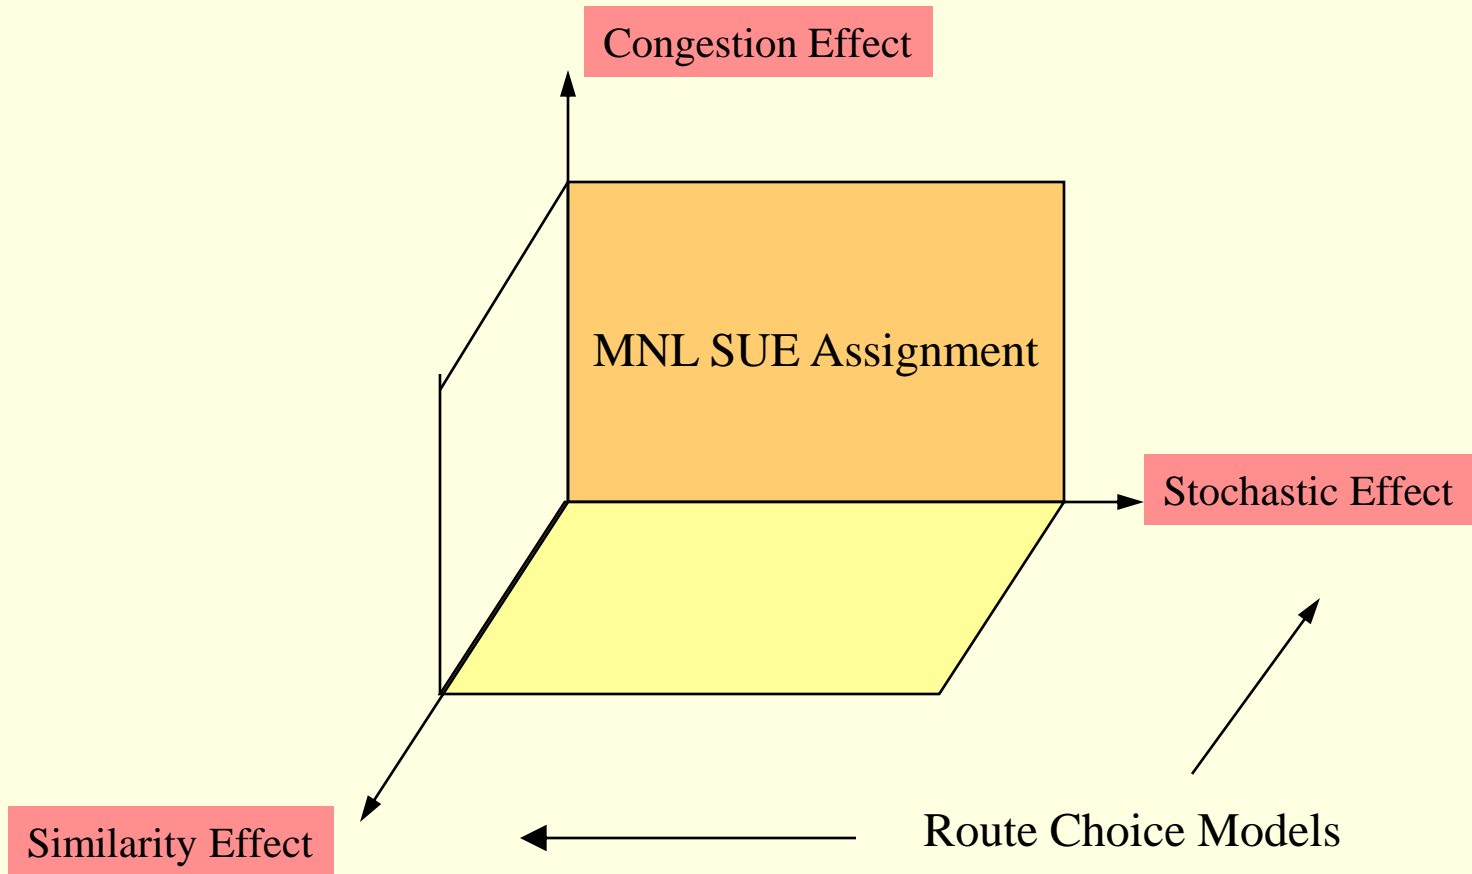 Congestion Effect
MNL SUE Assignment
Stochastic Effect
Route Choice Models
Similarity Effect